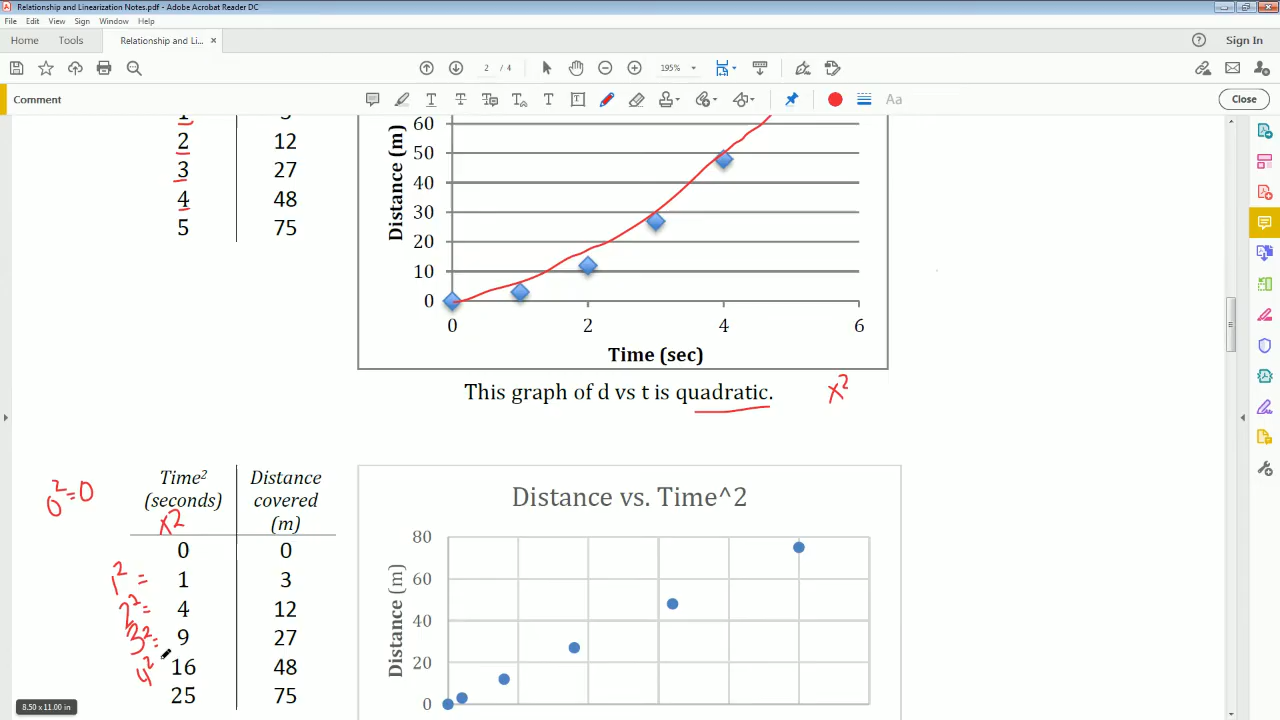 Relationship and Linearization Notes.pdf - Adobe Acrobat Reader DC
File Edit View Sign Window Help
Home Tools Relationship and Li... × ? Sign In
2 / 4 195%
Comment Aa Close
1 3
2 12
3 27
4 48
5 75
60
50
40
30
20
10
0
Distance (m)
0 2 4 6
Time (sec)
This graph of d vs t is quadratic. x²
0²=0
Time² (seconds) Distance covered (m)
x²
0 0
1²= 1 3
2²= 4 12
3²= 9 27
4² 16 48
25 75
Distance vs. Time^2
80
60
40
20
0
Distance (m)
8.50 x 11.00 in